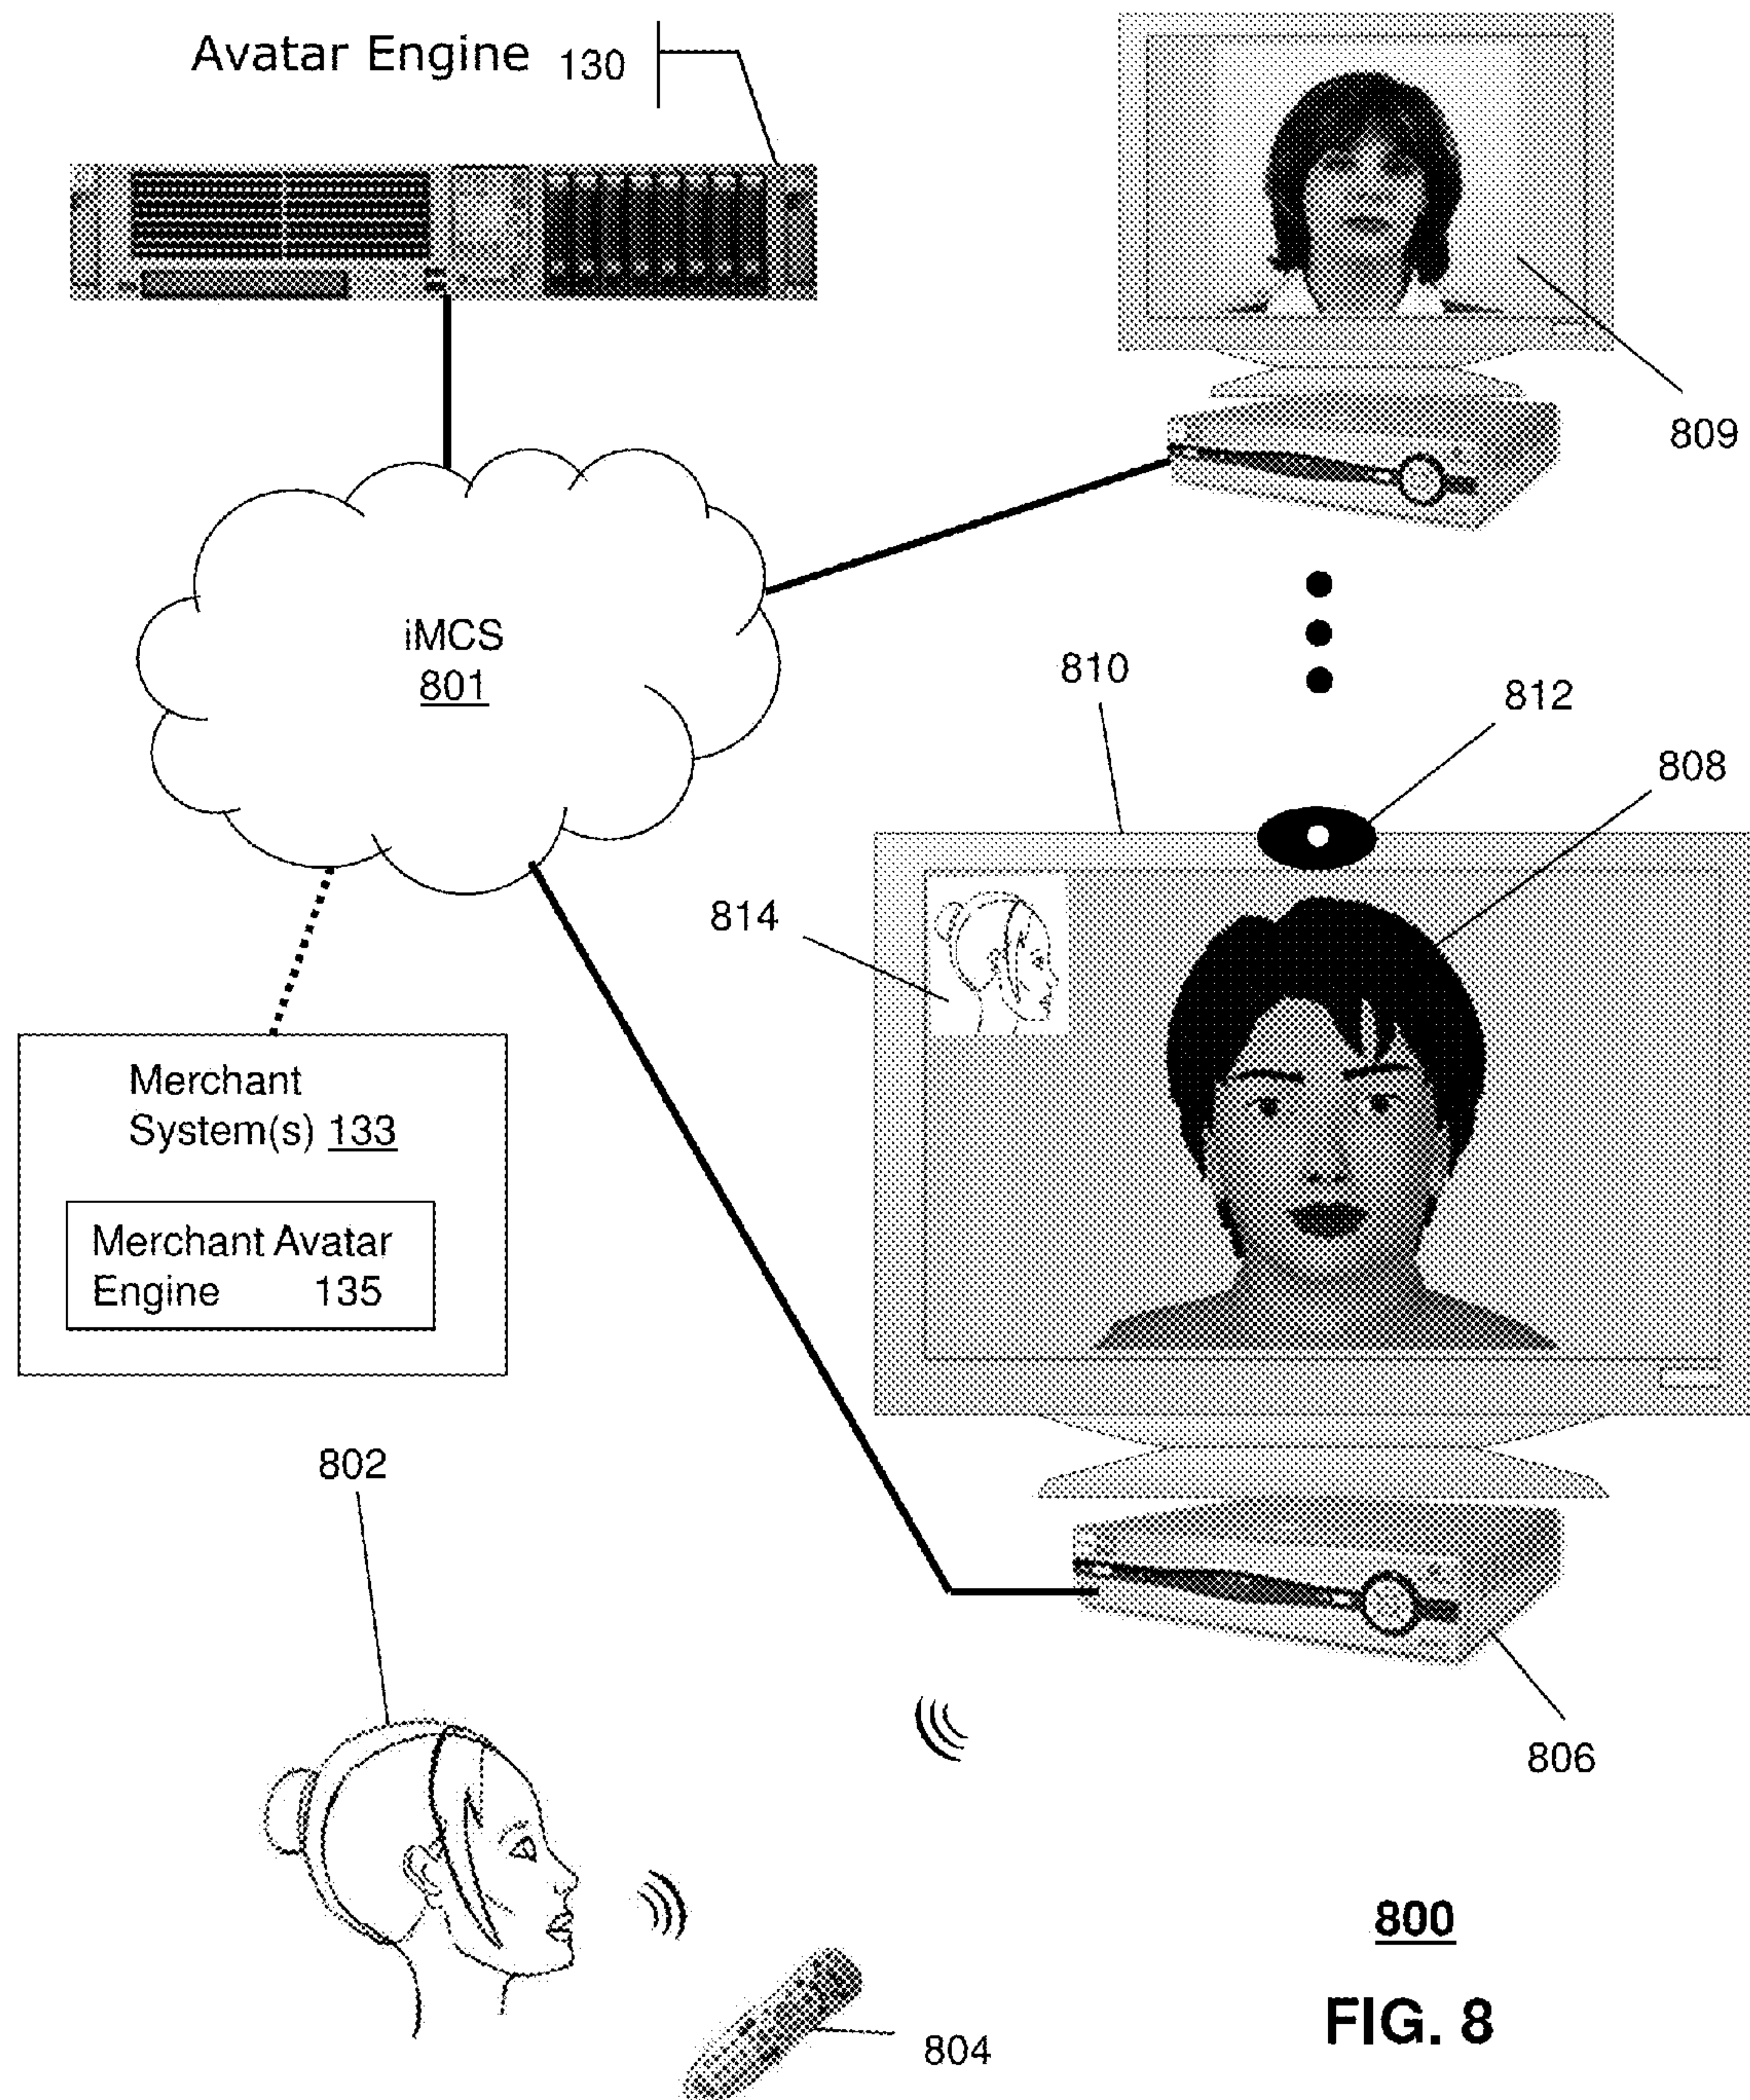 Avatar Engine 130
809
iMCS
801
810
812
808
814
Merchant
System(s) 133
Merchant Avatar
Engine 135
802
806
800
FIG. 8
804